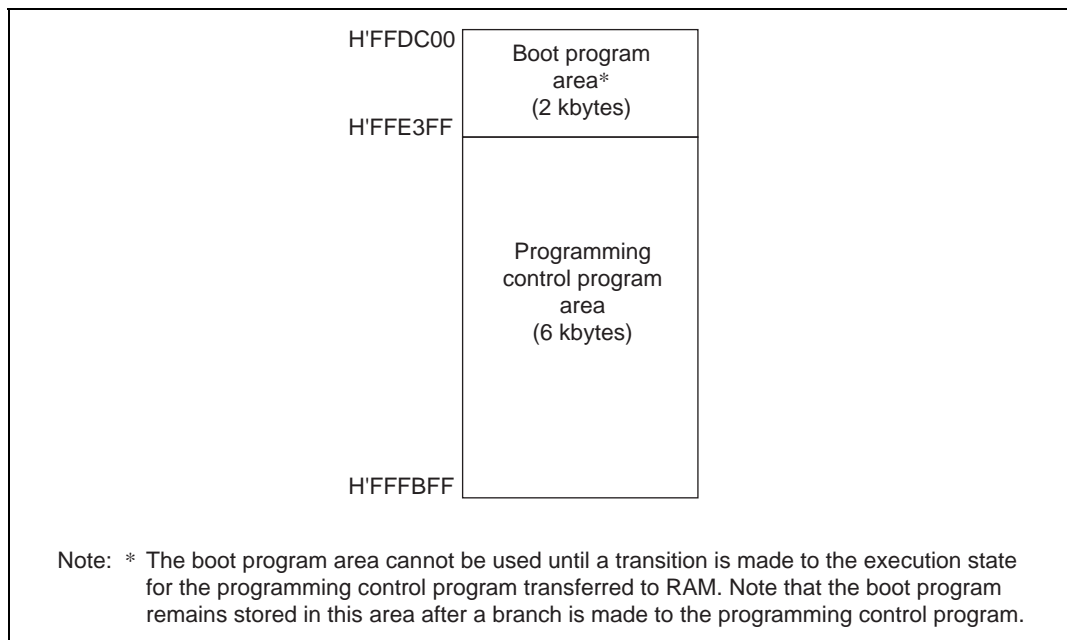 H'FFDC00
Boot program
area*
(2 kbytes)
H'FFE3FF
Programming
control program
area
(6 kbytes)
H'FFFBFF
Note: * The boot program area cannot be used until a transition is made to the execution state
for the programming control program transferred to RAM. Note that the boot program
remains stored in this area after a branch is made to the programming control program.